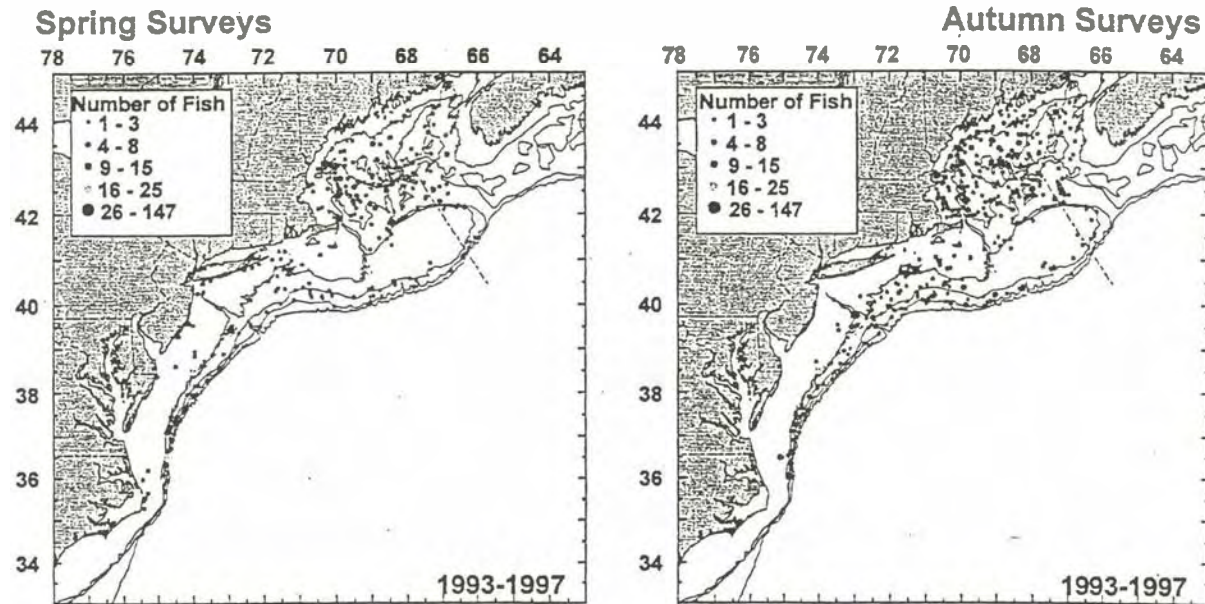 Spring Surveys
Autumn Surveys
78 76 74 72 70 68 66 64
Number of Fish
1 - 3
4 - 8
9 - 15
16 - 25
26 - 147
44
42
40
38
36
34
1993-1997
78 76 74 72 70 68 66 64
Number of Fish
1 - 3
4 - 8
9 - 15
16 - 25
26 - 147
44
42
40
38
36
34
1993-1997